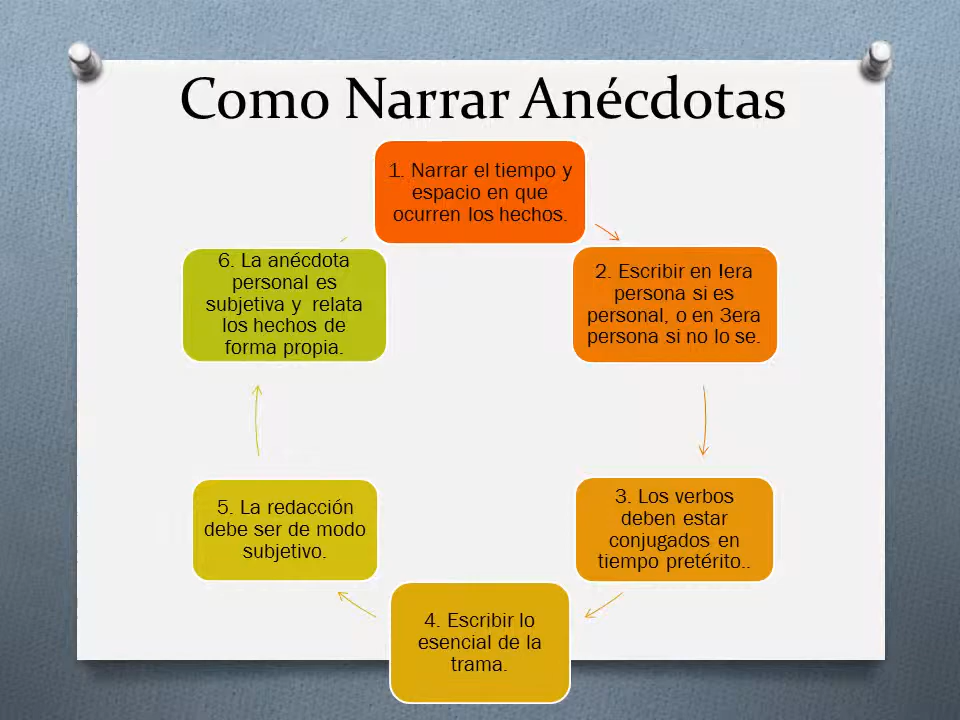 Como Narrar Anécdotas
1. Narrar el tiempo y
espacio en que
ocurren los hechos.
2. Escribir en !era
persona si es
personal, o en 3era
persona si no lo se.
3. Los verbos
deben estar
conjugados en
tiempo pretérito..
4. Escribir lo
esencial de la
trama.
5. La redacción
debe ser de modo
subjetivo.
6. La anécdota
personal es
subjetiva y relata
los hechos de
forma propia.